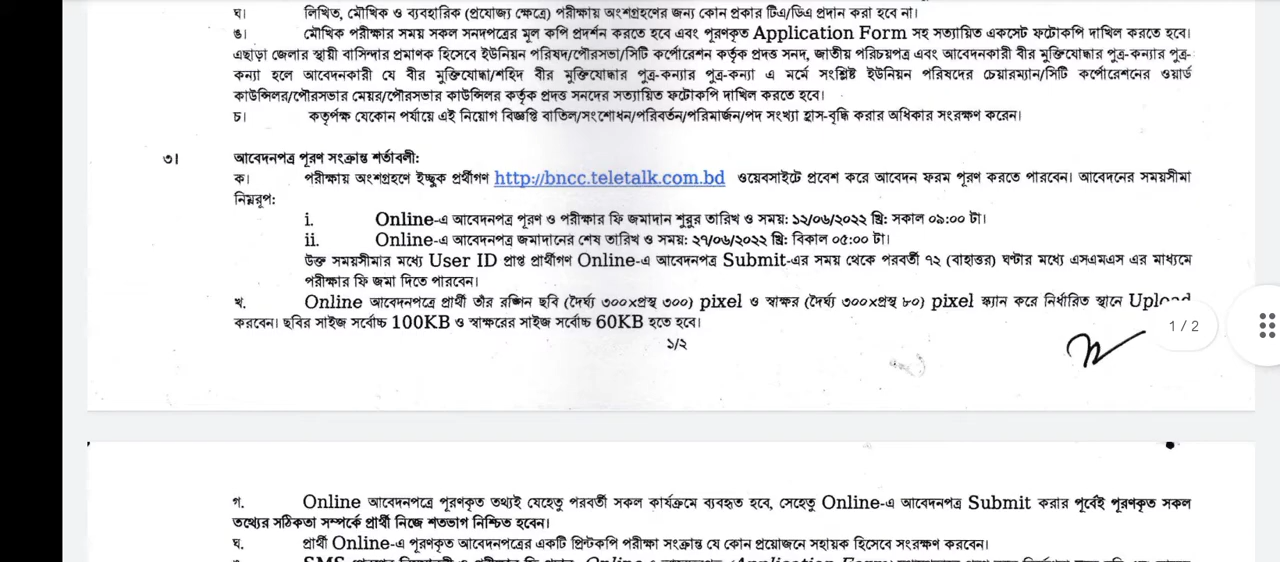 ঘ। লিখিত, মৌখিক ও ব্যবহারিক (প্রযোজ্য ক্ষেত্রে) পরীক্ষায় অংশগ্রহণের জন্য কোন প্রকার টিএ/ডিএ প্রদান করা হবে না।
ঙ। মৌখিক পরীক্ষার সময় সকল সনদপত্রের মূল কপি প্রদর্শন করতে হবে এবং পূরণকৃত Application Form সহ সত্যায়িত একসেট ফটোকপি দাখিল করতে হবে।
এছাড়া জেলার স্থায়ী বাসিন্দার প্রমাণক হিসেবে ইউনিয়ন পরিষদ/পৌরসভা/সিটি কর্পোরেশন কর্তৃক প্রদত্ত সনদ, জাতীয় পরিচয়পত্র এবং আবেদনকারী বীর মুক্তিযোদ্ধার পুত্র-কন্যার পুত্র-
কন্যা হলে আবেদনকারী যে বীর মুক্তিযোদ্ধা/শহিদ বীর মুক্তিযোদ্ধার পুত্র-কন্যার পুত্র-কন্যা এ মর্মে সংশ্লিষ্ট ইউনিয়ন পরিষদের চেয়ারম্যান/সিটি কর্পোরেশনের ওয়ার্ড
কাউন্সিলর/পৌরসভার মেয়র/পৌরসভার কাউন্সিলর কর্তৃক প্রদত্ত সনদের সত্যায়িত ফটোকপি দাখিল করতে হবে।
চ। কতৃর্পক্ষ যেকোন পর্যায়ে এই নিয়োগ বিজ্ঞপ্তি বাতিল/সংশোধন/পরিবর্তন/পরিমার্জন/পদ সংখ্যা হ্রাস-বৃদ্ধি করার অধিকার সংরক্ষণ করেন।
৩। আবেদনপত্র পূরণ সংক্রান্ত শর্তাবলী:
ক। পরীক্ষায় অংশগ্রহণে ইচ্ছুক প্রর্থীগণ http://bncc.teletalk.com.bd ওয়েবসাইটে প্রবেশ করে আবেদন ফরম পূরণ করতে পারবেন। আবেদনের সময়সীমা
নিম্নরূপ:
i. Online-এ আবেদনপত্র পূরণ ও পরীক্ষার ফি জমাদান শুরুর তারিখ ও সময়: ১২/০৬/২০২২ খ্রি: সকাল ০৯:০০ টা।
ii. Online-এ আবেদনপত্র জমাদানের শেষ তারিখ ও সময়: ২৭/০৬/২০২২ খ্রি: বিকাল ০৫:০০ টা।
উক্ত সময়সীমার মধ্যে User ID প্রাপ্ত প্রার্থীগণ Online-এ আবেদনপত্র Submit-এর সময় থেকে পরবর্তী ৭২ (বাহাত্তর) ঘণ্টার মধ্যে এসএমএস এর মাধ্যমে
পরীক্ষার ফি জমা দিতে পারবেন।
খ. Online আবেদনপত্রে প্রার্থী তাঁর রঙ্গিন ছবি (দৈর্ঘ্য ৩০০xপ্রস্থ ৩০০) pixel ও স্বাক্ষর (দৈর্ঘ্য ৩০০xপ্রস্থ ৮০) pixel স্ক্যান করে নির্ধারিত স্থানে Upload
করবেন। ছবির সাইজ সর্বোচ্চ 100KB ও স্বাক্ষরের সাইজ সর্বোচ্চ 60KB হতে হবে।
1 / 2
১/২
গ. Online আবেদনপত্রে পূরণকৃত তথ্যই যেহেতু পরবর্তী সকল কার্যক্রমে ব্যবহৃত হবে, সেহেতু Online-এ আবেদনপত্র Submit করার পূর্বেই পূরণকৃত সকল
তথ্যের সঠিকতা সম্পর্কে প্রার্থী নিজে শতভাগ নিশ্চিত হবেন।
ঘ. প্রার্থী Online-এ পূরণকৃত আবেদনপত্রের একটি প্রিন্টকপি পরীক্ষা সংক্রান্ত যে কোন প্রয়োজনে সহায়ক হিসেবে সংরক্ষণ করবেন।